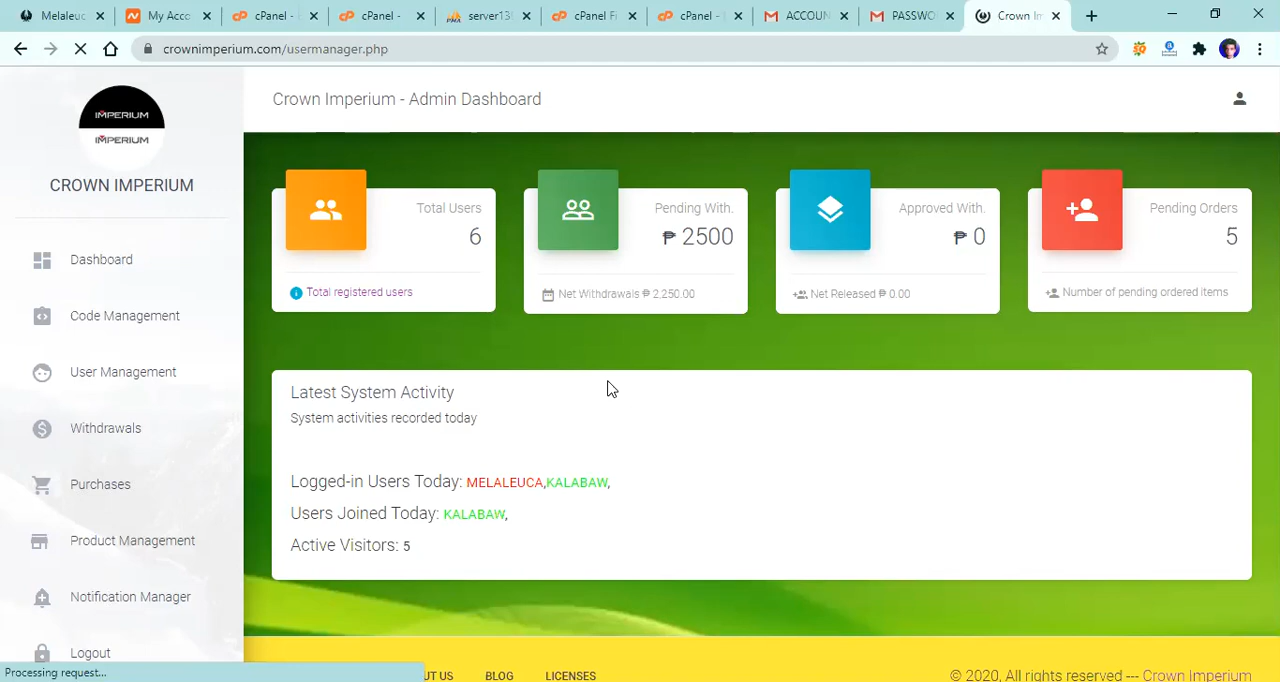 Melaleuc
My Acco
cPanel -
cPanel -
server13
cPanel Fi
cPanel -
ACCOUN
PASSWO
Crown Im
crownimperium.com/usermanager.php
IMPERIUM
IMPERIUM
CROWN IMPERIUM
Dashboard
Code Management
User Management
Withdrawals
Purchases
Product Management
Notification Manager
Logout
Processing request...
Crown Imperium - Admin Dashboard
Total Users
6
Total registered users
Pending With.
₱ 2500
Net Withdrawals ₱ 2,250.00
Approved With.
₱ 0
Net Released ₱ 0.00
Pending Orders
5
Number of pending ordered items
Latest System Activity
System activities recorded today
Logged-in Users Today: MELALEUCA,KALABAW,
Users Joined Today: KALABAW,
Active Visitors: 5
UT US BLOG LICENSES
© 2020, All rights reserved --- Crown Imperium